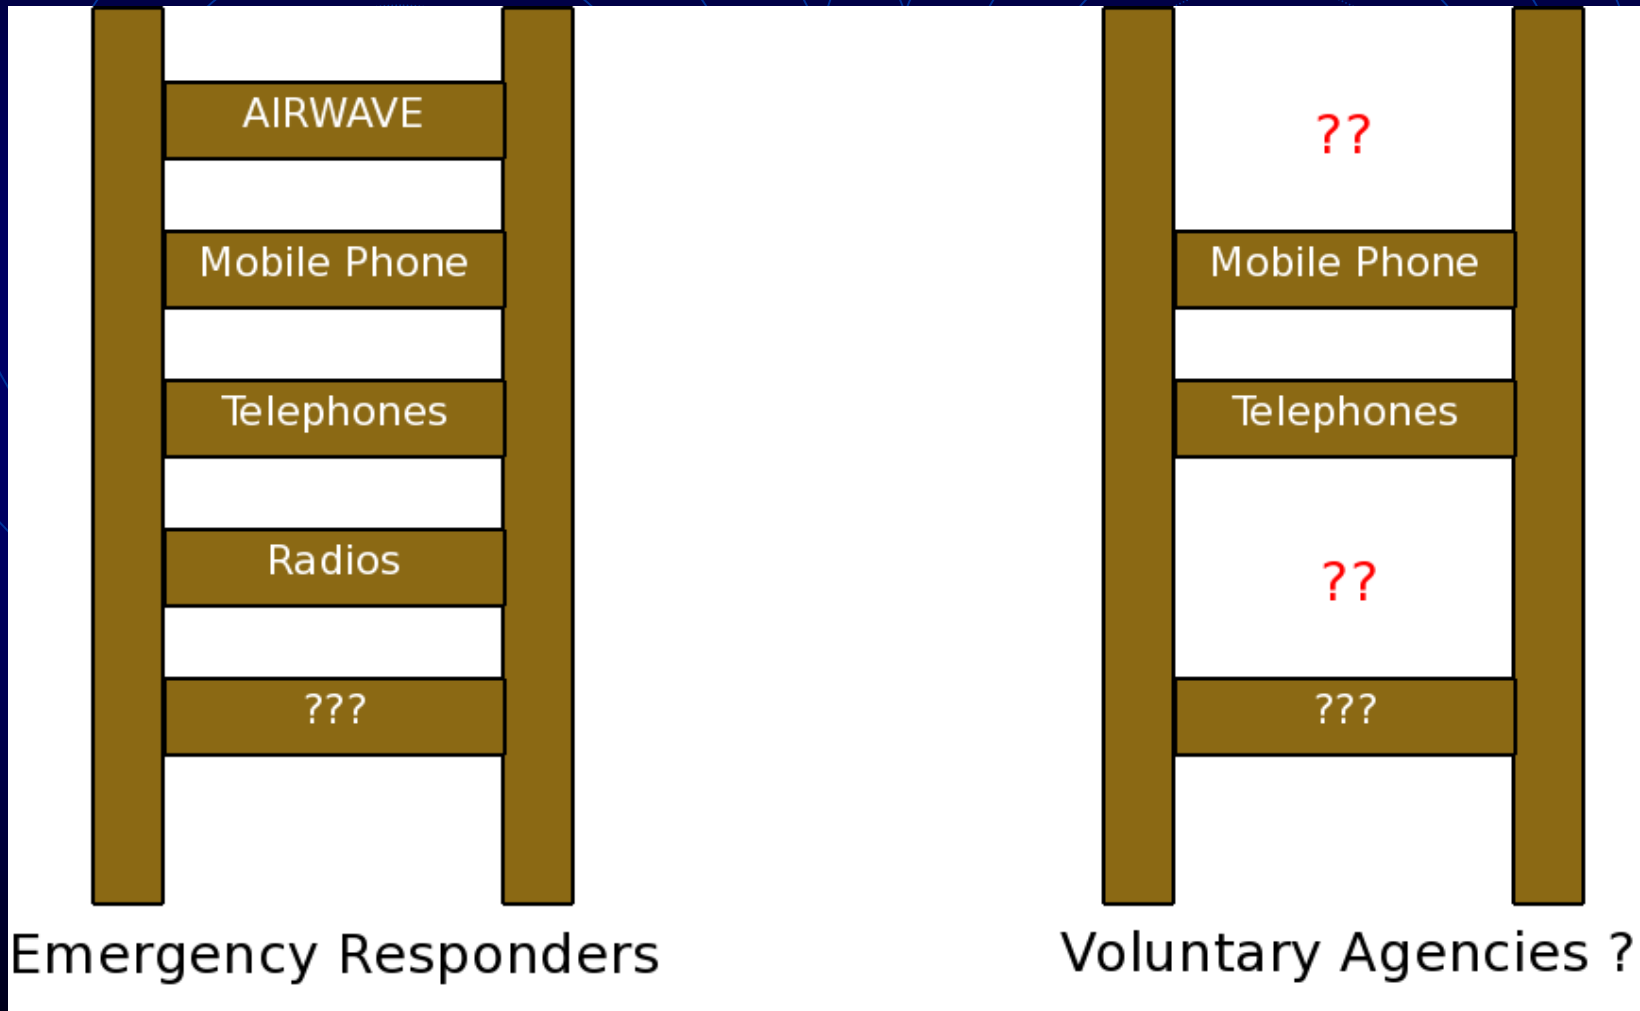 AIRWAVE
Mobile Phone
Telephones
Radios
???
Emergency Responders
??
Mobile Phone
Telephones
??
???
Voluntary Agencies ?